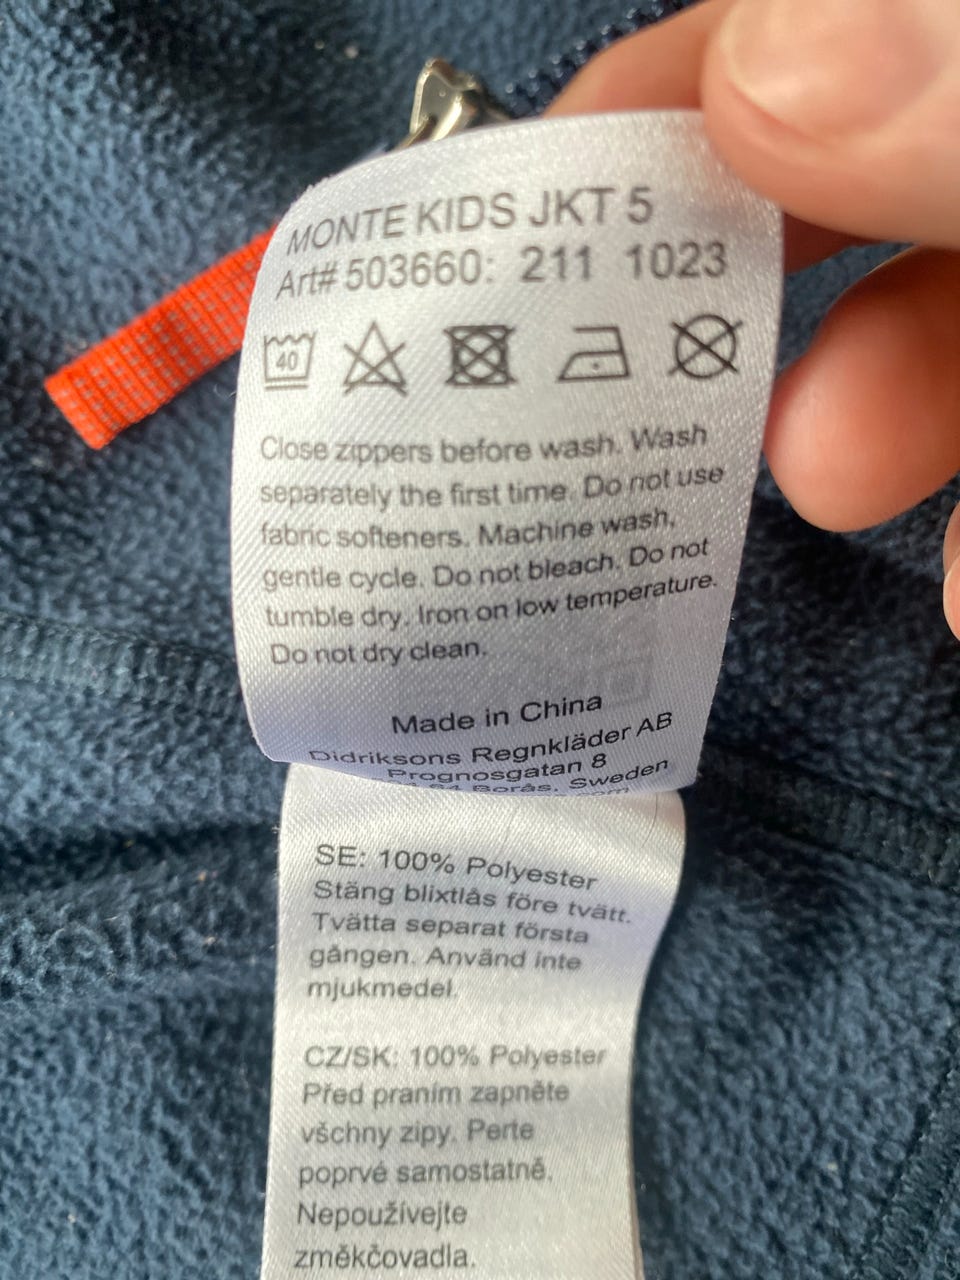 MONTE KIDS JKT 5
Art# 503660: 211 1023
40
Close zippers before wash. Wash
separately the first time. Do not use
fabric softeners. Machine wash,
gentle cycle. Do not bleach. Do not
tumble dry. Iron on low temperature.
Do not dry clean.
Made in China
Didriksons Regnkläder AB
Prognosgatan 8
64 Borås, Sweden
SE: 100% Polyester
Stäng blixtlås före tvätt.
Tvätta separat första
gången. Använd inte
mjukmedel.
CZ/SK: 100% Polyester
Před praním zapněte
všchny zipy. Perte
poprvé samostatně.
Nepoužívejte
změkčovadla.